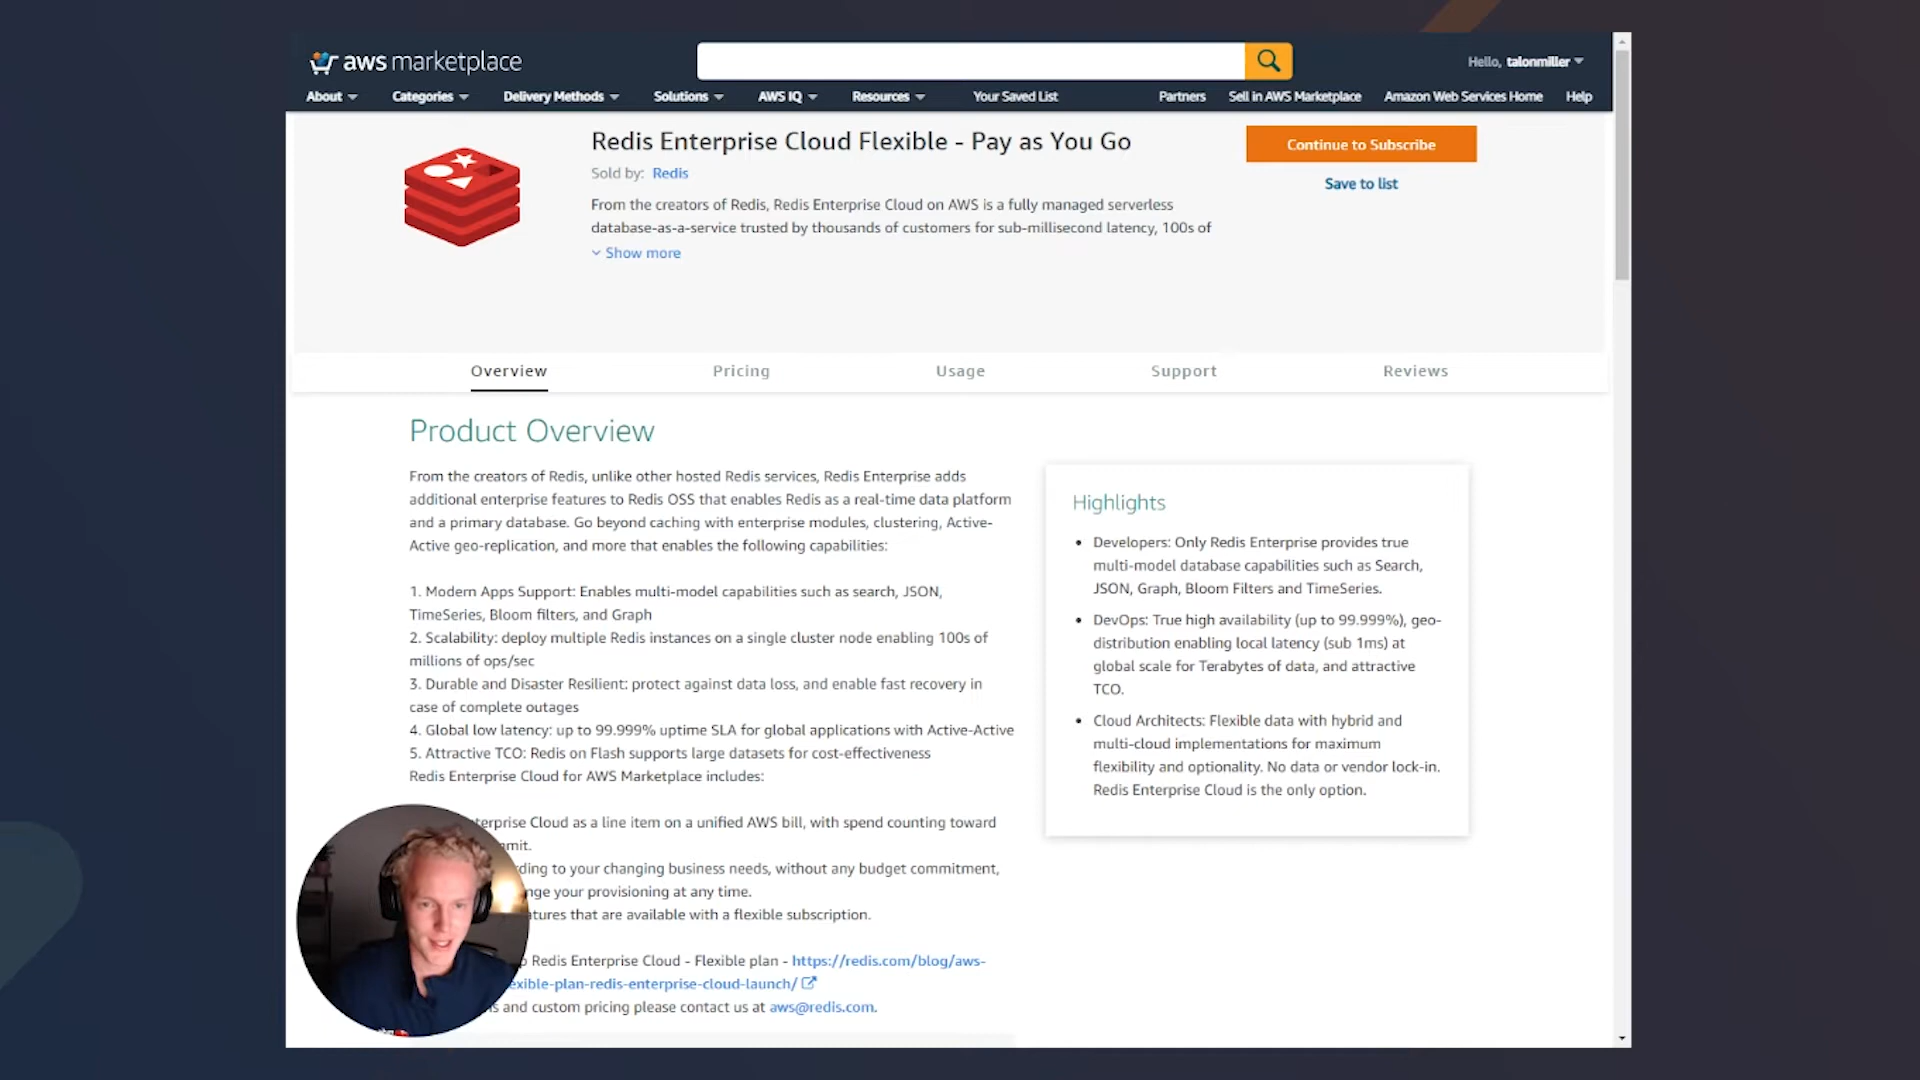 aws marketplace
Hello, talonmiller
About
Categories
Delivery Methods
Solutions
AWS IQ
Resources
Your Saved List
Partners
Sell in AWS Marketplace
Amazon Web Services Home
Help
Redis Enterprise Cloud Flexible - Pay as You Go
Sold by: Redis
From the creators of Redis, Redis Enterprise Cloud on AWS is a fully managed serverless
database-as-a-service trusted by thousands of customers for sub-millisecond latency, 100s of
Show more
Continue to Subscribe
Save to list
Overview
Pricing
Usage
Support
Reviews
Product Overview
From the creators of Redis, unlike other hosted Redis services, Redis Enterprise adds
additional enterprise features to Redis OSS that enables Redis as a real-time data platform
and a primary database. Go beyond caching with enterprise modules, clustering, Active-
Active geo-replication, and more that enables the following capabilities:
1. Modern Apps Support: Enables multi-model capabilities such as search, JSON,
TimeSeries, Bloom filters, and Graph
2. Scalability: deploy multiple Redis instances on a single cluster node enabling 100s of
millions of ops/sec
3. Durable and Disaster Resilient: protect against data loss, and enable fast recovery in
case of complete outages
4. Global low latency: up to 99.999% uptime SLA for global applications with Active-Active
5. Attractive TCO: Redis on Flash supports large datasets for cost-effectiveness
Redis Enterprise Cloud for AWS Marketplace includes:
terprise Cloud as a line item on a unified AWS bill, with spend counting toward
mit.
ding to your changing business needs, without any budget commitment,
nge your provisioning at any time.
tures that are available with a flexible subscription.
p Redis Enterprise Cloud - Flexible plan - https://redis.com/blog/aws-
exible-plan-redis-enterprise-cloud-launch/
s and custom pricing please contact us at aws@redis.com.
Highlights
Developers: Only Redis Enterprise provides true
multi-model database capabilities such as Search,
JSON, Graph, Bloom Filters and TimeSeries.
DevOps: True high availability (up to 99.999%), geo-
distribution enabling local latency (sub 1ms) at
global scale for Terabytes of data, and attractive
TCO.
Cloud Architects: Flexible data with hybrid and
multi-cloud implementations for maximum
flexibility and optionality. No data or vendor lock-in.
Redis Enterprise Cloud is the only option.